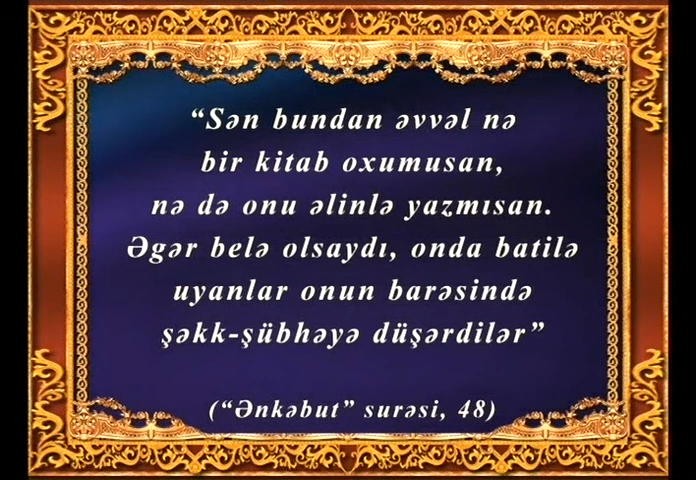 “Sən bundan əvvəl nə
bir kitab oxumusan,
nə də onu əlinlə yazmısan.
Əgər belə olsaydı, onda batilə
uyanlar onun barəsində
şəkk-şübhəyə düşərdilər”
(“Ənkəbut” surəsi, 48)